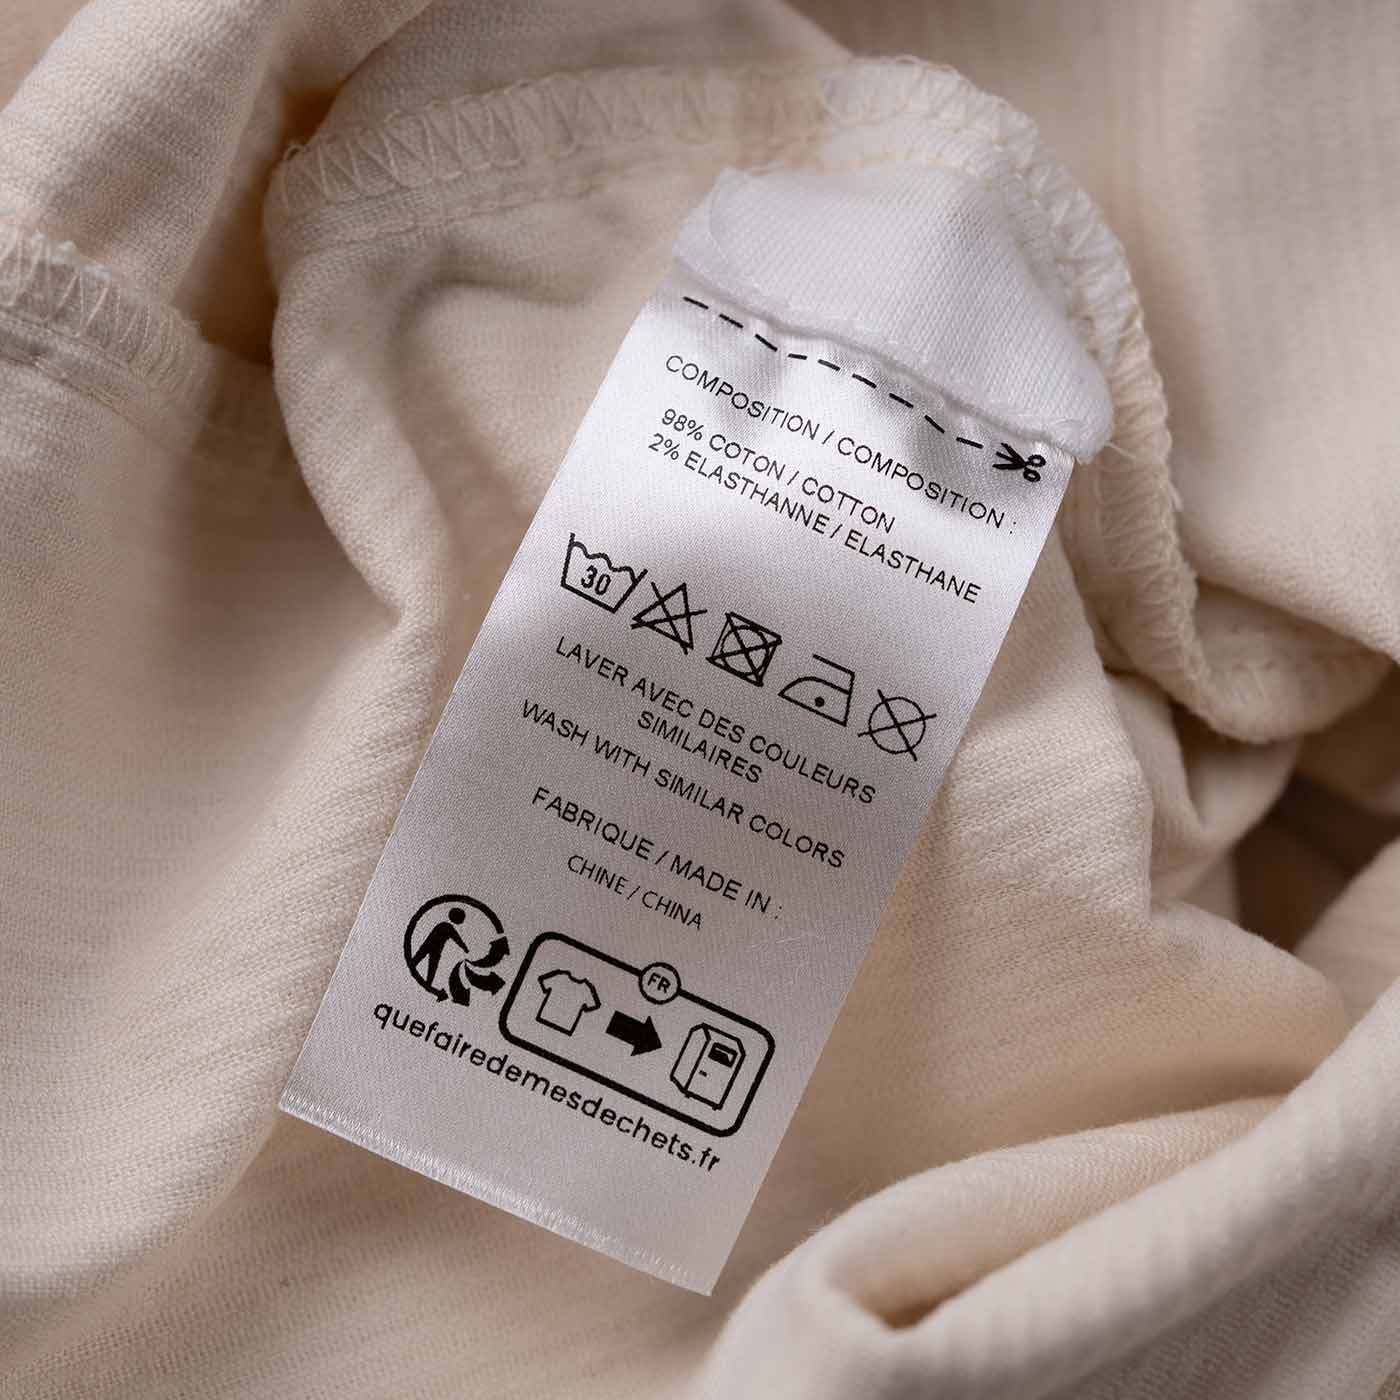 COMPOSITION / COMPOSITION :
98% COTON / COTTON
2% ELASTHANNE / ELASTHANE
30
LAVER AVEC DES COULEURS
SIMILAIRES
WASH WITH SIMILAR COLORS
FABRIQUE / MADE IN :
CHINE / CHINA
FR
quefairedemesdechets.fr